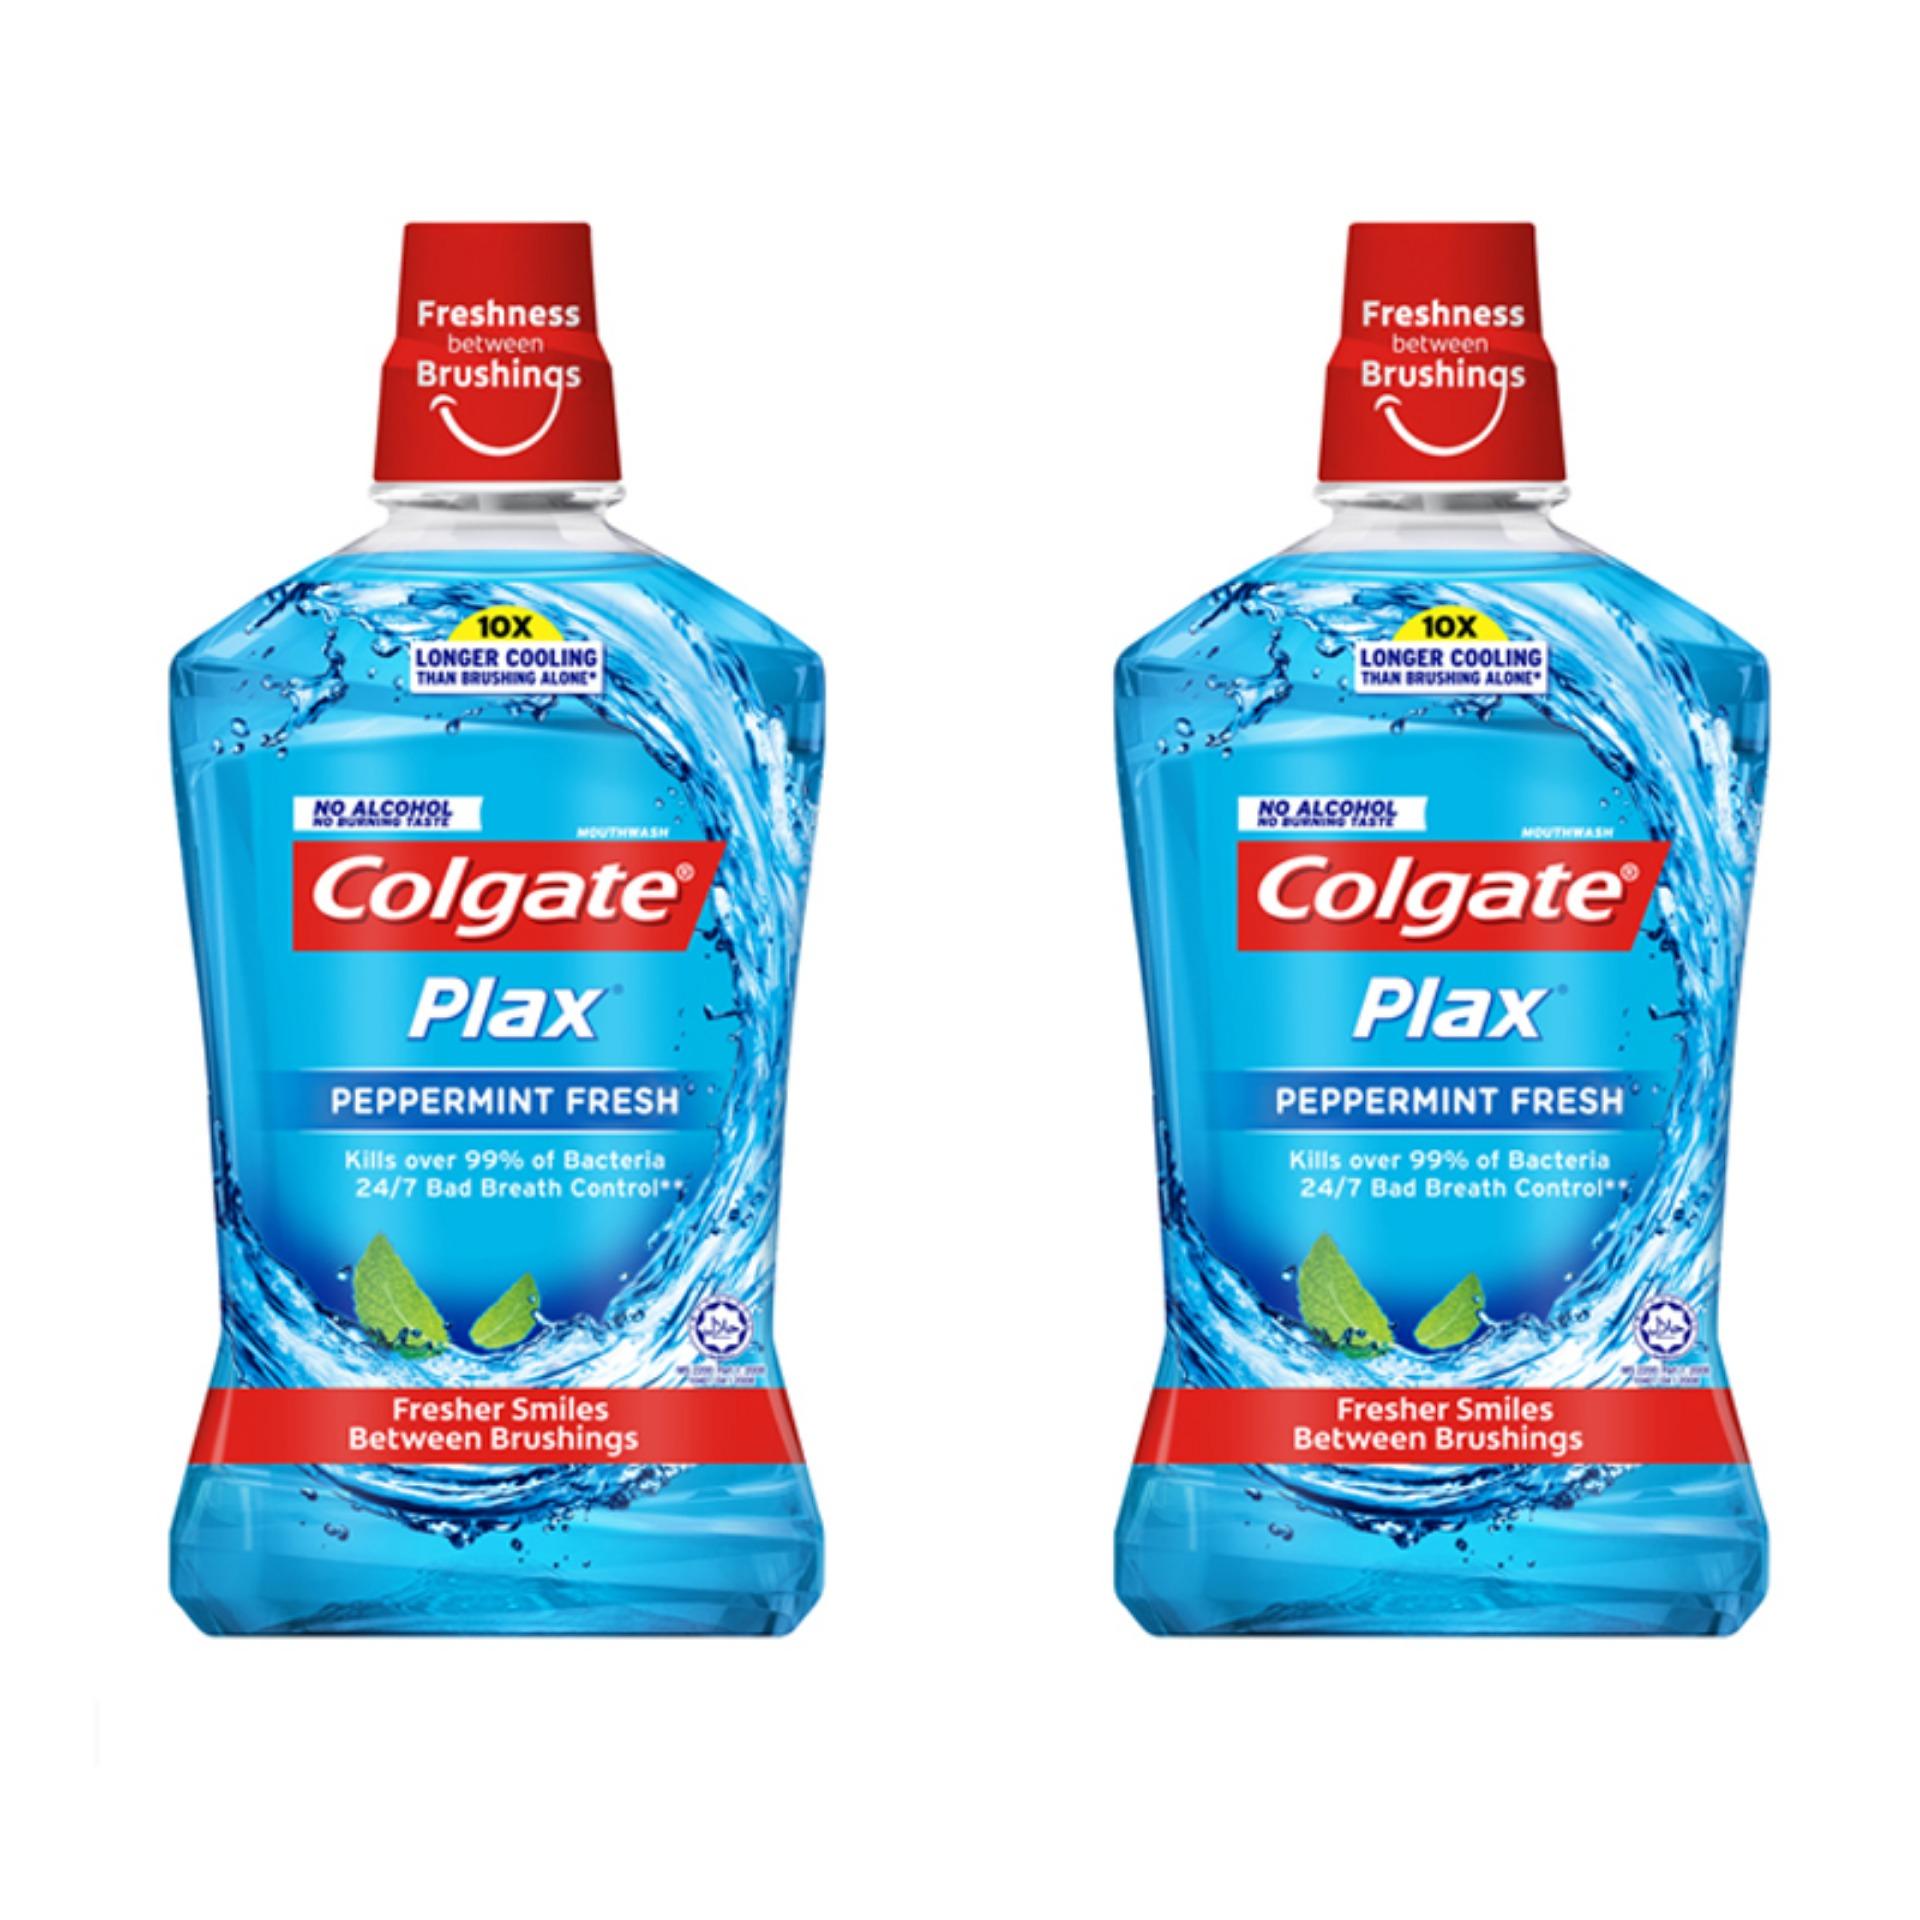 Freshness
between
Brushings
10X
LONGER COOLING
THAN BRUSHING ALONE*
NO ALCOHOL
NO BURNING TASTE
MOUTHWASH
Colgate®
Plax
PEPPERMINT FRESH
Kills over 99% of Bacteria
24/7 Bad Breath Control**
حلال
Fresher Smiles
Between Brushings
Freshness
between
Brushings
10X
LONGER COOLING
THAN BRUSHING ALONE*
NO ALCOHOL
NO BURNING TASTE
MOUTHWASH
Colgate®
Plax
PEPPERMINT FRESH
Kills over 99% of Bacteria
24/7 Bad Breath Control**
حلال
Fresher Smiles
Between Brushings